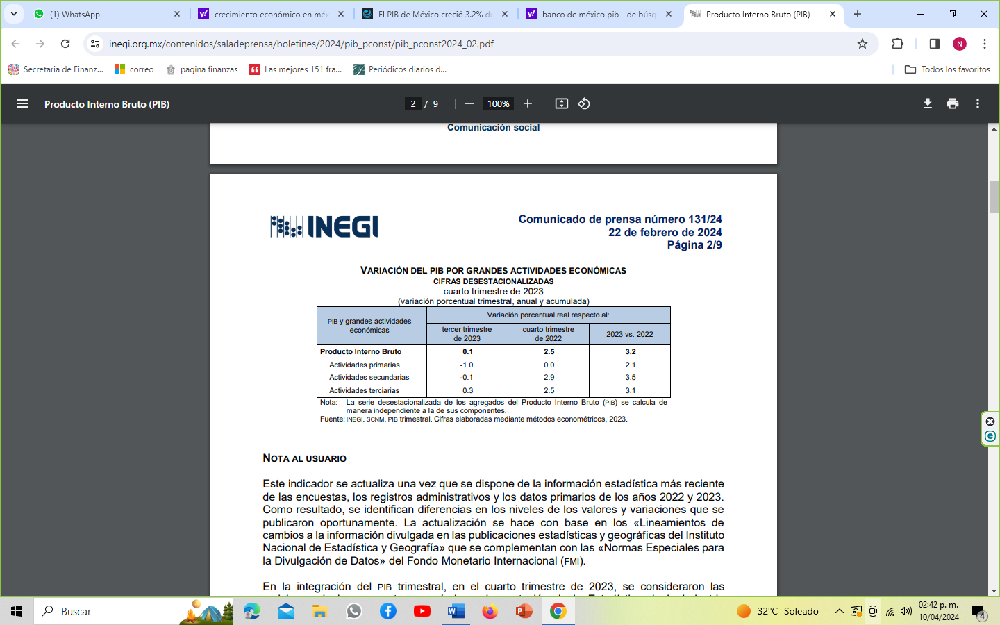 (1) WhatsApp
crecimiento económico en méx
El PIB de México creció 3.2% du
banco de méxico pib - de búsq
Producto Interno Bruto (PIB)
inegi.org.mx/contenidos/saladeprensa/boletines/2024/pib_pconst/pib_pconst2024_02.pdf
N
Secretaria de Finanz...
correo
pagina finanzas
Las mejores 151 fra...
Periódicos diarios d...
Todos los favoritos
Producto Interno Bruto (PIB)
2 / 9
100%
Comunicación social
INEGI
Comunicado de prensa número 131/24
22 de febrero de 2024
Página 2/9
VARIACIÓN DEL PIB POR GRANDES ACTIVIDADES ECONÓMICAS
CIFRAS DESESTACIONALIZADAS
cuarto trimestre de 2023
(variación porcentual trimestral, anual y acumulada)
PIB y grandes actividades
económicas
Variación porcentual real respecto al:
tercer trimestre
de 2023
cuarto trimestre
de 2022
2023 vs. 2022
Producto Interno Bruto 0.1 2.5 3.2
Actividades primarias -1.0 0.0 2.1
Actividades secundarias -0.1 2.9 3.5
Actividades terciarias 0.3 2.5 3.1
Nota: La serie desestacionalizada de los agregados del Producto Interno Bruto (PIB) se calcula de
manera independiente a la de sus componentes.
Fuente: INEGI. SCNM. PIB trimestral. Cifras elaboradas mediante métodos econométricos, 2023.
NOTA AL USUARIO
Este indicador se actualiza una vez que se dispone de la información estadística más reciente
de las encuestas, los registros administrativos y los datos primarios de los años 2022 y 2023.
Como resultado, se identifican diferencias en los niveles de los valores y variaciones que se
publicaron oportunamente. La actualización se hace con base en los «Lineamientos de
cambios a la información divulgada en las publicaciones estadísticas y geográficas del Instituto
Nacional de Estadística y Geografía» que se complementan con las «Normas Especiales para
la Divulgación de Datos» del Fondo Monetario Internacional (FMI).
En la integración del PIB trimestral, en el cuarto trimestre de 2023, se consideraron las
Buscar
32°C Soleado
02:42 p. m.
10/04/2024
4